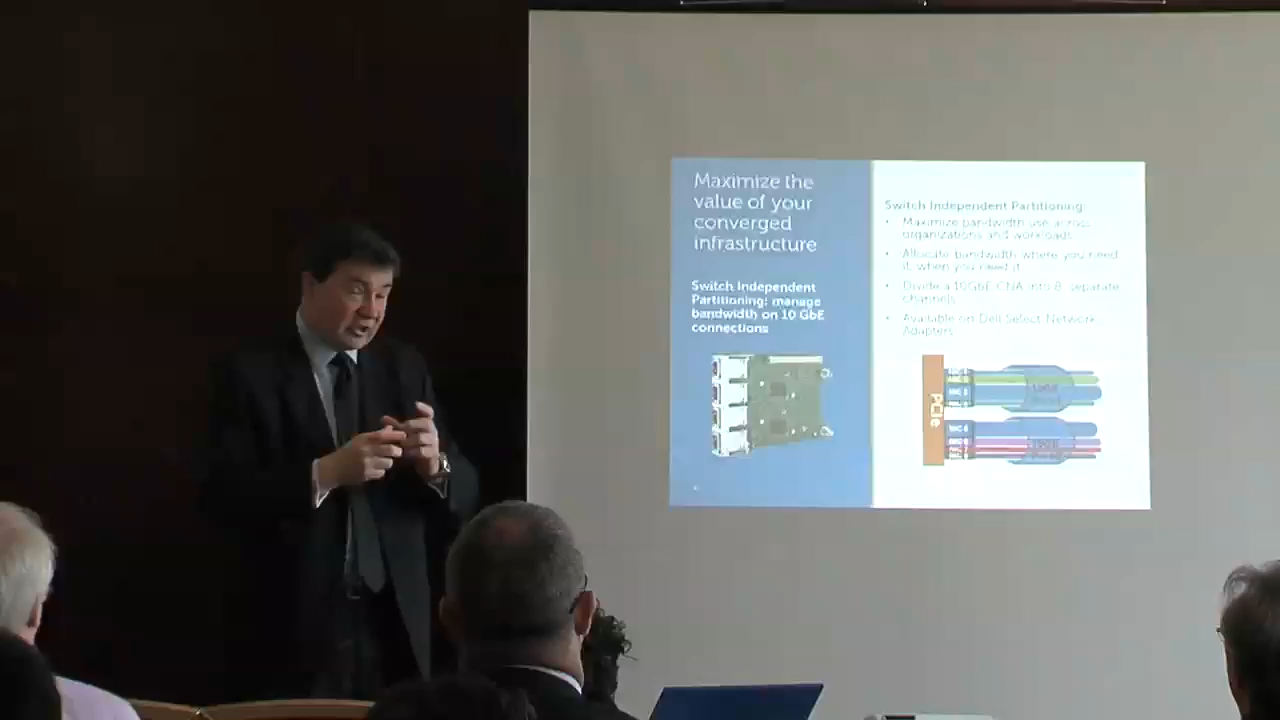 Maximize the
value of your
converged
infrastructure
Switch Independent
Partitioning: manage
bandwidth on 10 GbE
connections
Switch Independent Partitioning:
• Maximize bandwidth use across
organizations and workloads
• Allocate bandwidth where you need
it, when you need it
• Divide a 10GbE CNA into 8 separate
channels
• Available on Dell Select Network
Adapters
PCIe